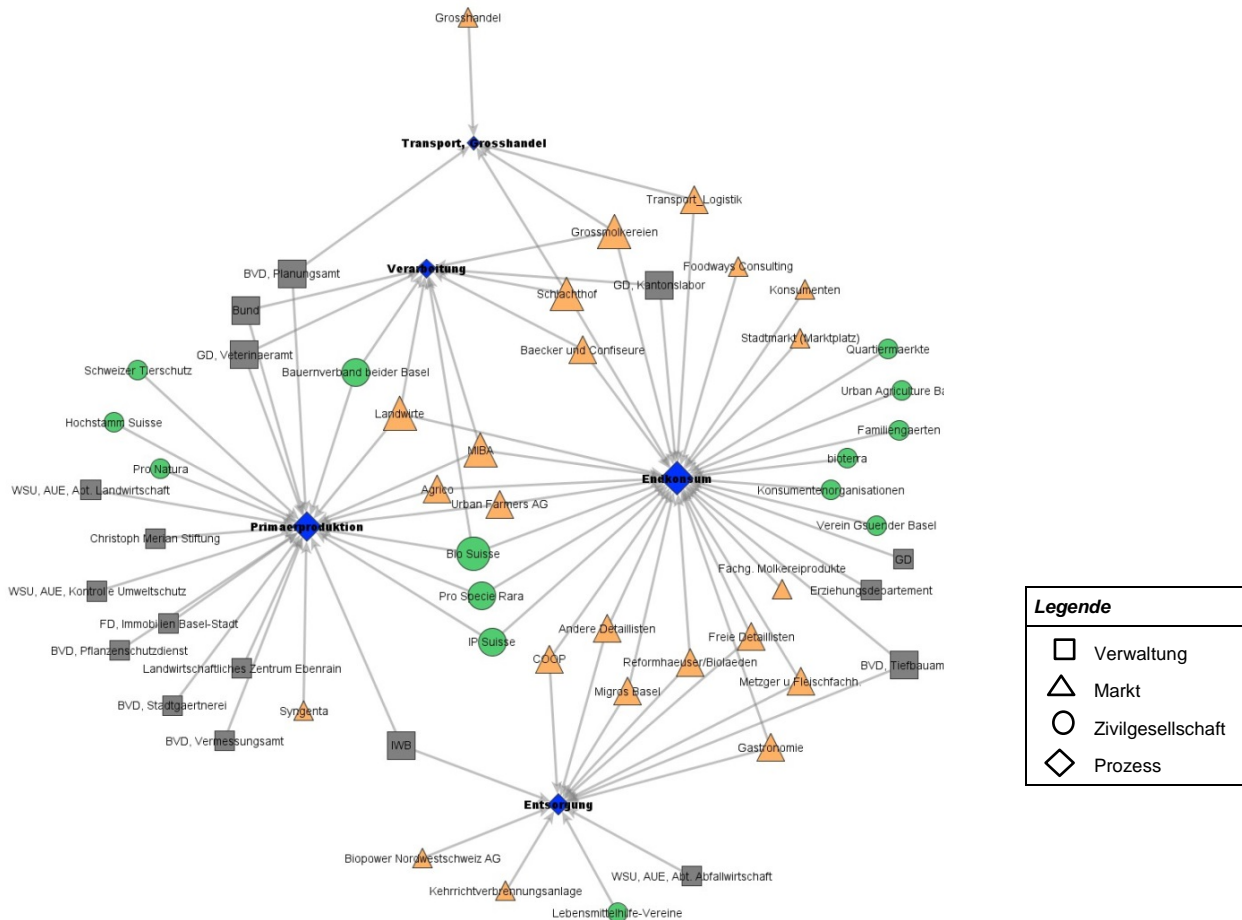 Grosshandel
Transport, Grosshandel
Transport_Logistik
Grossmolkereien
Verarbeitung
BVD, Planungsamt
Foodways Consulting
GD, Kantonslabor
Konsumenten
Schlachthof
Bund
Stadtmarkt (Marktplatz)
Baecker und Confiseure
Quartiermaerkte
GD, Veterinaeramt
Schweizer Tierschutz
Bauernverband beider Basel
Urban Agriculture Ba
Landwirte
Hochstamm Suisse
Familiengaerten
MIBA
bioterra
Pro Natura
Endkonsum
WSU, AUE, Abt. Landwirtschaft
Agrico
Konsumentenorganisationen
Urban Farmers AG
Primaerproduktion
Verein Gsuender Basel
Christoph Merian Stiftung
Bio Suisse
GD
Fachg. Molkereiprodukte
WSU, AUE, Kontrolle Umweltschutz
Erziehungsdepartement
Pro Specie Rara
FD, Immobilien Basel-Stadt
Andere Detaillisten
Freie Detaillisten
IP Suisse
BVD, Pflanzenschutzdienst
COOP
Reformhaeuser/Biolaeden
BVD, Tiefbauam
Landwirtschaftliches Zentrum Ebenrain
Metzger u Fleischfachh.
Migros Basel
BVD, Stadtgaertnerei
Syngenta
BVD, Vermessungsamt
IWB
Gastronomie
Entsorgung
Biopower Nordwestschweiz AG
WSU, AUE, Abt. Abfallwirtschaft
Kehrrichtverbrennungsanlage
Lebensmittelhilfe-Vereine
Legende
Verwaltung
Markt
Zivilgesellschaft
Prozess